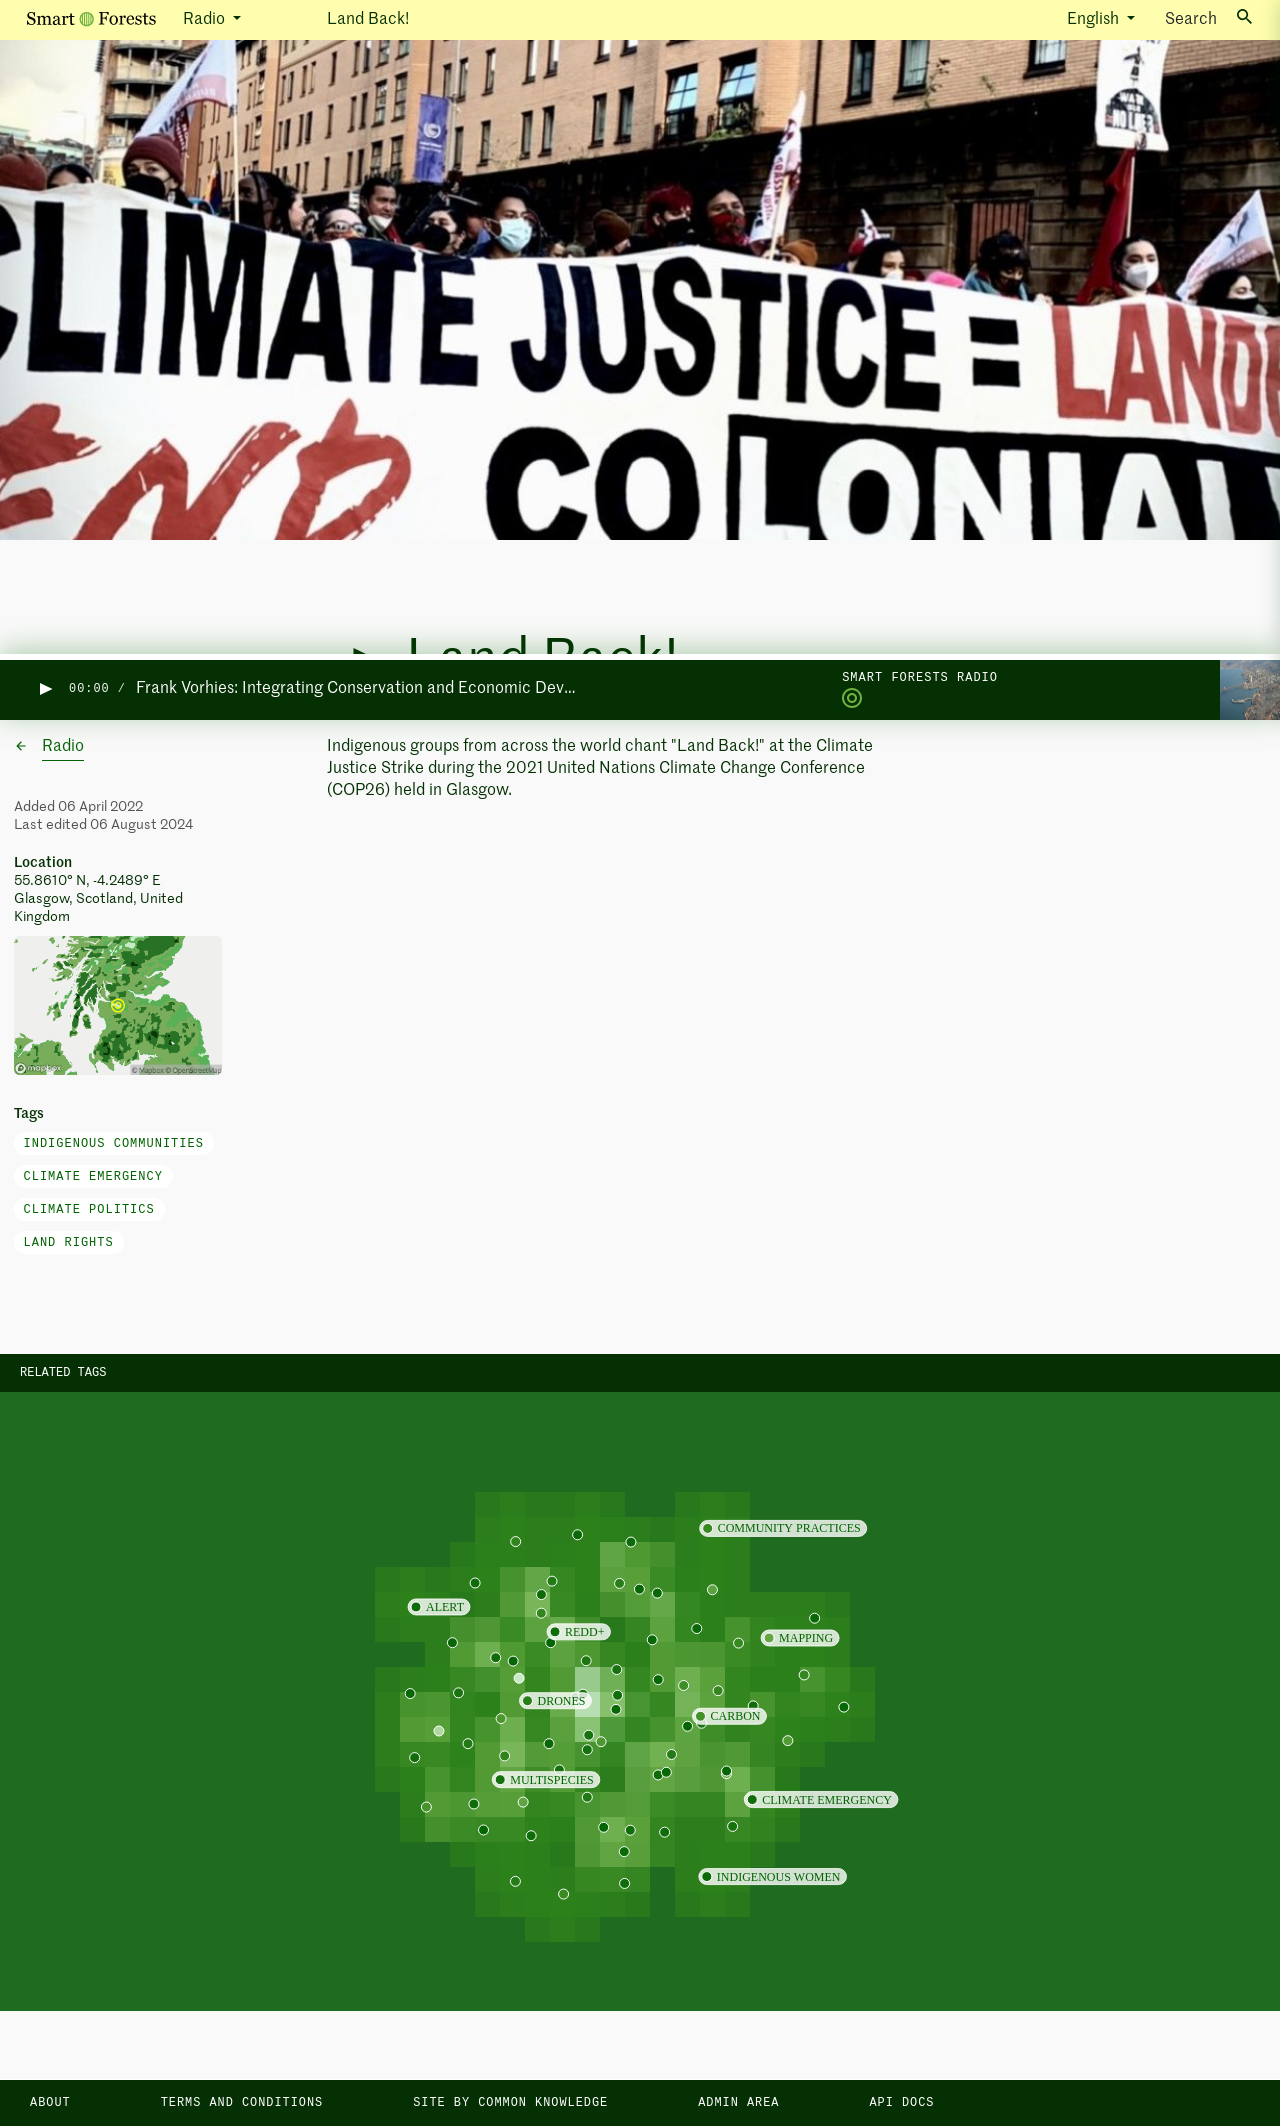 Smart Forests Radio Land Back! English Search
NO LIES
CLIMATE JUSTICE = LAND
END COLONIAL
Land Back!
00:00 / Frank Vorhies: Integrating Conservation and Economic Dev...
SMART FORESTS RADIO
Radio
Added 06 April 2022
Last edited 06 August 2024
Location
55.8610° N, -4.2489° E
Glasgow, Scotland, United
Kingdom
mapbox © Mapbox © OpenStreetMap
Tags
INDIGENOUS COMMUNITIES
CLIMATE EMERGENCY
CLIMATE POLITICS
LAND RIGHTS
Indigenous groups from across the world chant "Land Back!" at the Climate
Justice Strike during the 2021 United Nations Climate Change Conference
(COP26) held in Glasgow.
RELATED TAGS
COMMUNITY PRACTICES
ALERT
REDD+
MAPPING
DRONES
CARBON
MULTISPECIES
CLIMATE EMERGENCY
INDIGENOUS WOMEN
ABOUT TERMS AND CONDITIONS SITE BY COMMON KNOWLEDGE ADMIN AREA API DOCS